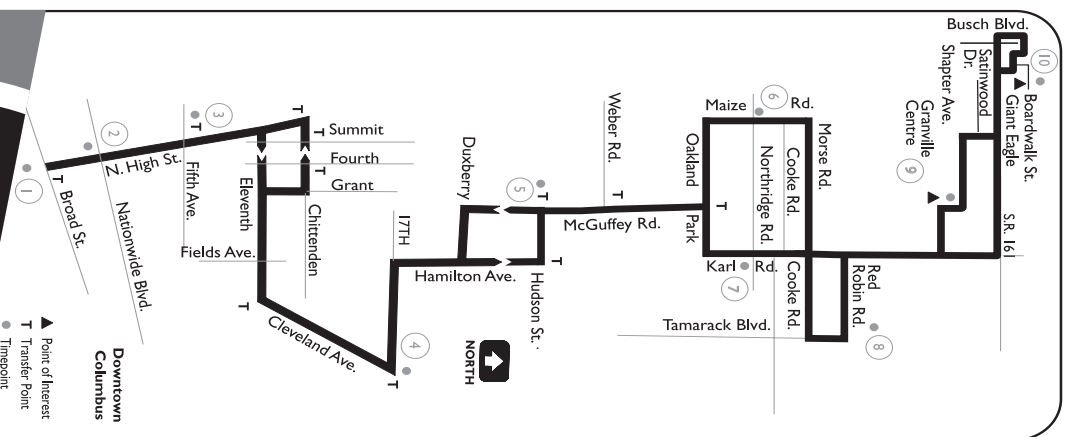 Busch Blvd.
10
Boardwalk St.
Giant Eagle
Satinwood
Dr.
Shapter Ave.
Granville
Centre
9
S.R. 161
Maize Rd.
6
Morse Rd.
Cooke Rd.
Northridge Rd.
Oakland
Park
T
Karl Rd.
7
Cooke Rd.
Red
Robin Rd.
Tamarack Blvd.
8
Weber Rd.
T
McGuffey Rd.
5
T
Duxberry
T
Hudson St.
Hamilton Ave.
17TH
4
T
NORTH
Cleveland Ave.
T
Summit
Fourth
Grant
T
T
T
Chittenden
Eleventh
Fields Ave.
3
T
Fifth Ave.
2
N. High St.
Nationwide Blvd.
1
T
Broad St.
Downtown
Columbus
Point of Interest
T Transfer Point
Timepoint